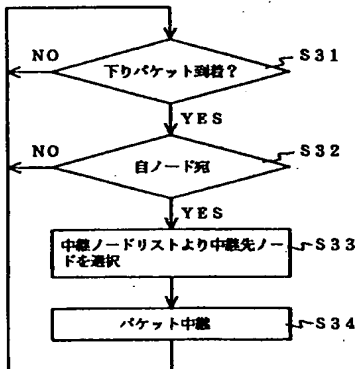 下りパケット到着?
S31
NO
YES
自ノード宛
S32
NO
YES
中継ノードリストより中継先ノー
ドを選択
S33
パケット中継
S34